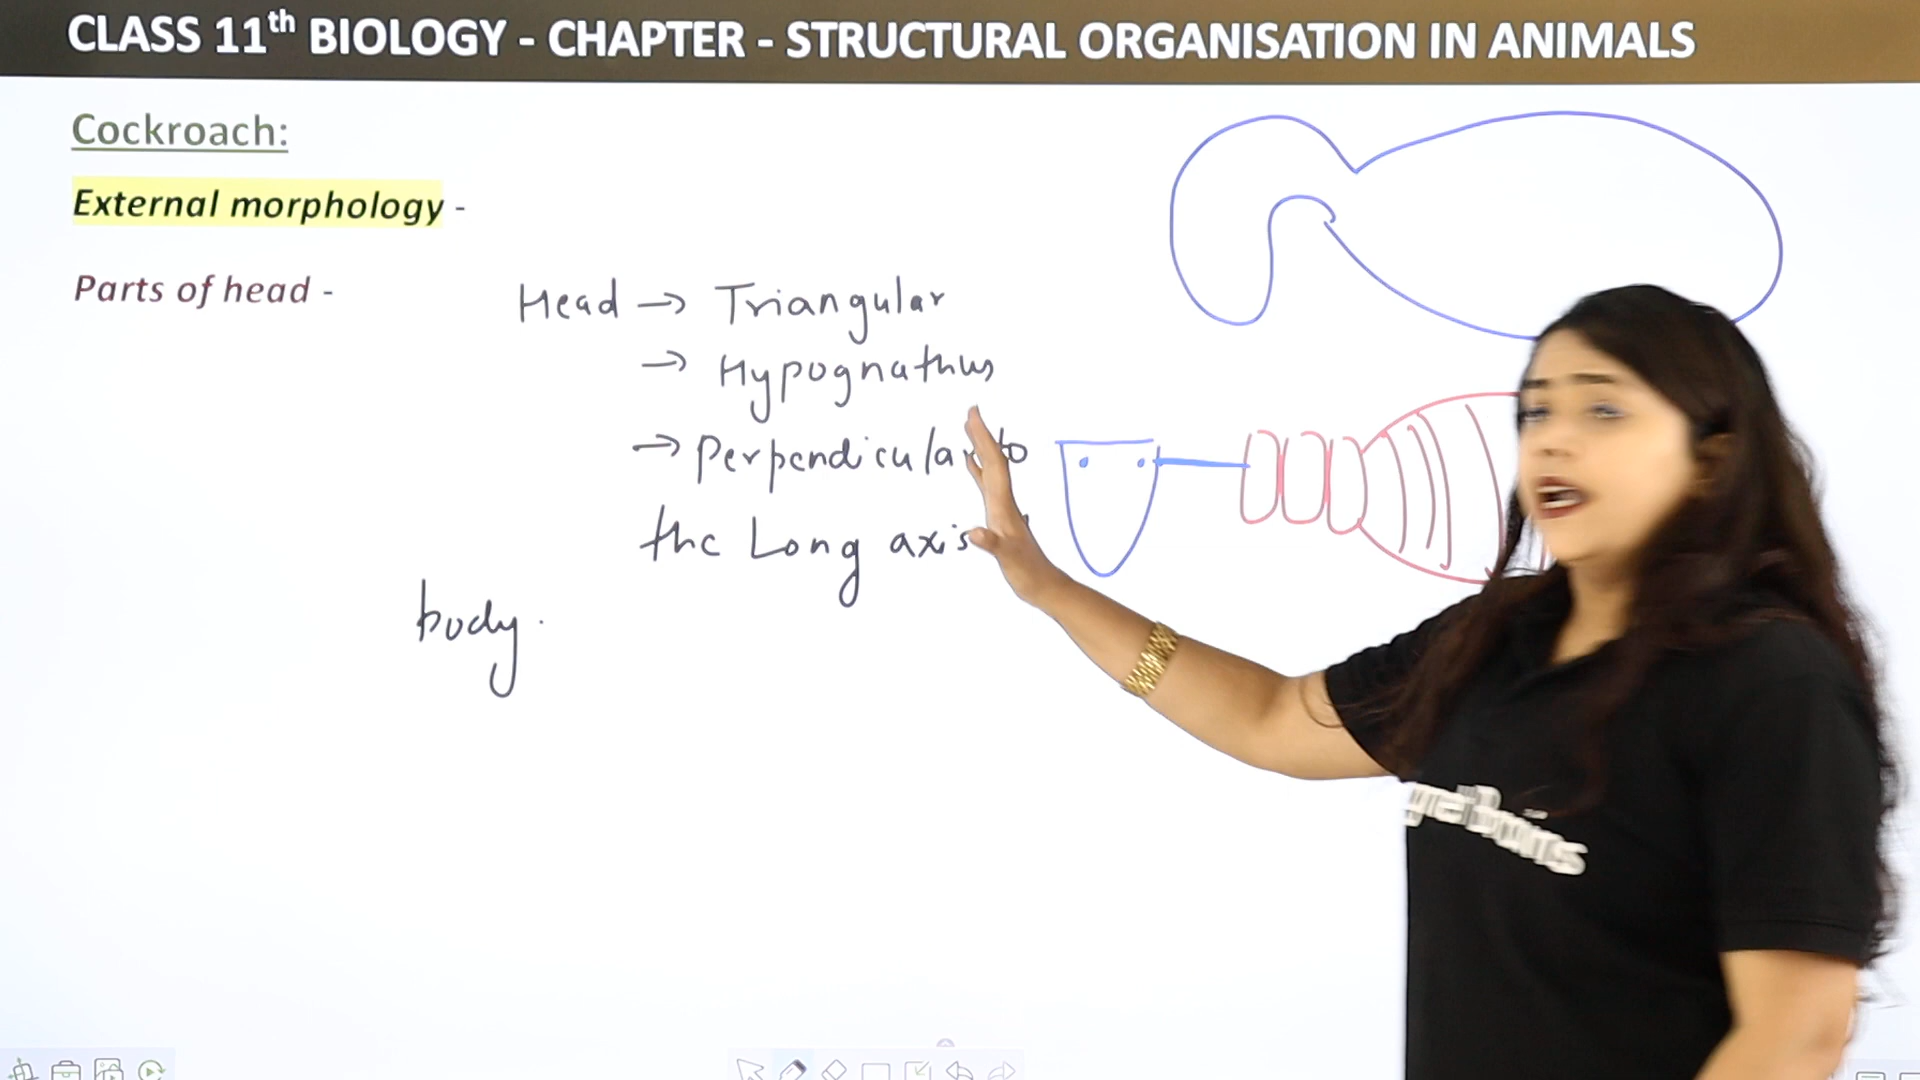 CLASS 11th BIOLOGY - CHAPTER - STRUCTURAL ORGANISATION IN ANIMALS
Cockroach:
External morphology -
Parts of head -
Head → Triangular
→ Hypognathus
→ Perpendicular to
the Long axis
body.